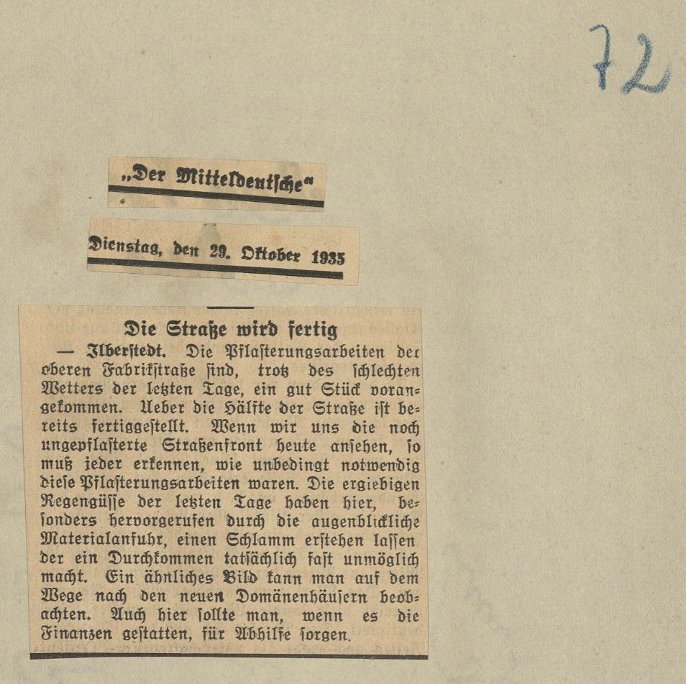 72
„Der Mitteldeutsche“
Dienstag, den 29. Oktober 1935
Die Straße wird fertig
— Ilberstedt. Die Pflasterungsarbeiten der
oberen Fabrikstraße sind, trotz des schlechten
Wetters der letzten Tage, ein gut Stück voran-
gekommen. Ueber die Hälfte der Straße ist be-
reits fertiggestellt. Wenn wir uns die noch
ungepflasterte Straßenfront heute ansehen, so
muß jeder erkennen, wie unbedingt notwendig
diese Pflasterungsarbeiten waren. Die ergiebigen
Regengüsse der letzten Tage haben hier, be-
sonders hervorgerufen durch die augenblickliche
Materialanfuhr, einen Schlamm erstehen lassen
der ein Durchkommen tatsächlich fast unmöglich
macht. Ein ähnliches Bild kann man auf dem
Wege nach den neuen Domänenhäusern beob-
achten. Auch hier sollte man, wenn es die
Finanzen gestatten, für Abhilfe sorgen.